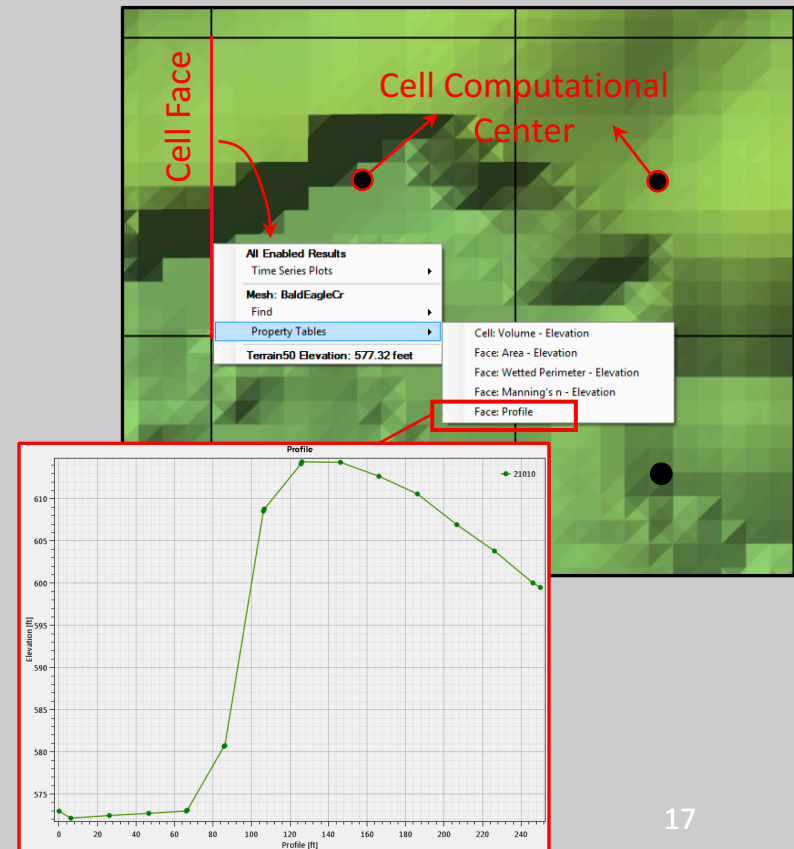 Cell Face
Cell Computational
Center
All Enabled Results
Time Series Plots
Mesh: BaldEagleCr
Find
Property Tables
Terrain50 Elevation: 577.32 feet
Cell: Volume - Elevation
Face: Area - Elevation
Face: Wetted Perimeter - Elevation
Face: Manning's n - Elevation
Face: Profile
Profile
21010
610
605
600
595
590
585
580
575
Elevation [ft]
0 20 40 60 80 100 120 140 160 180 200 220 240
Profile [ft]
17